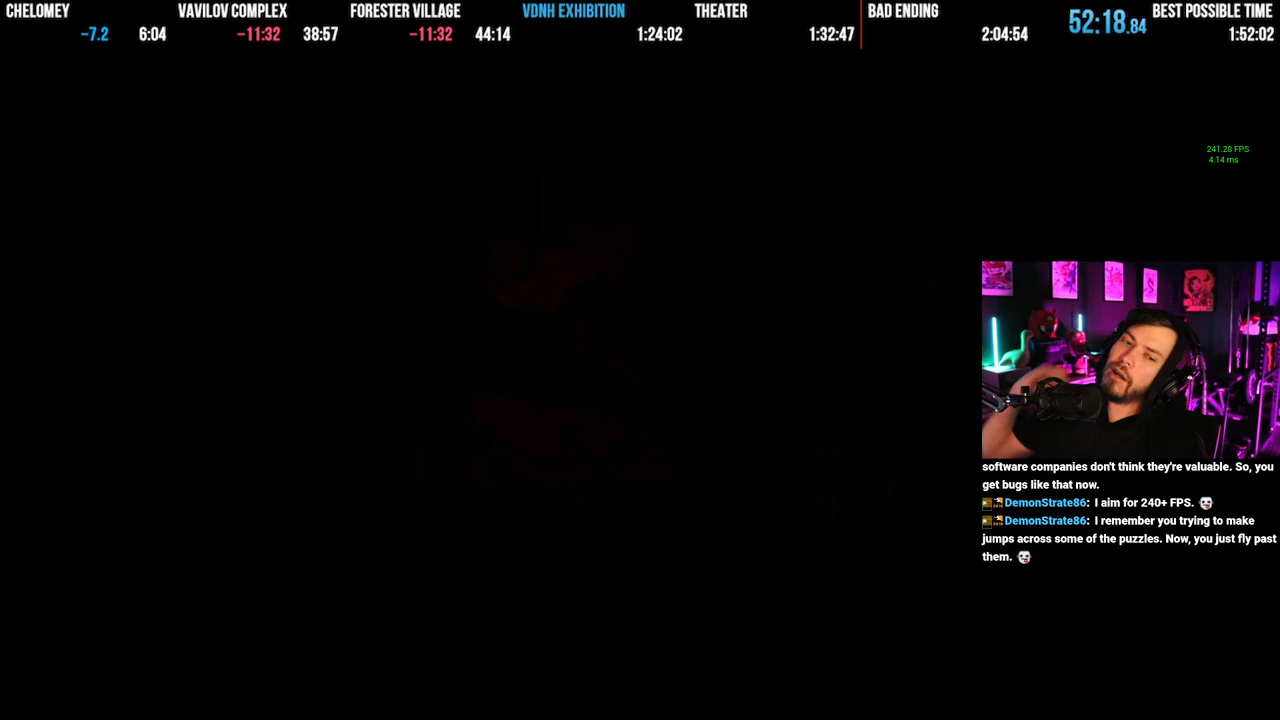 CHELOMEY VAVILOV COMPLEX FORESTER VILLAGE VDNH EXHIBITION THEATER BAD ENDING 52:18.84 BEST POSSIBLE TIME
−7.2 6:04 −11:32 38:57 −11:32 44:14 1:24:02 1:32:47 2:04:54 1:52:02
241.28 FPS
4.14 ms
software companies don't think they're valuable. So, you
get bugs like that now.
DemonStrate86: I aim for 240+ FPS.
DemonStrate86: I remember you trying to make
jumps across some of the puzzles. Now, you just fly past
them.